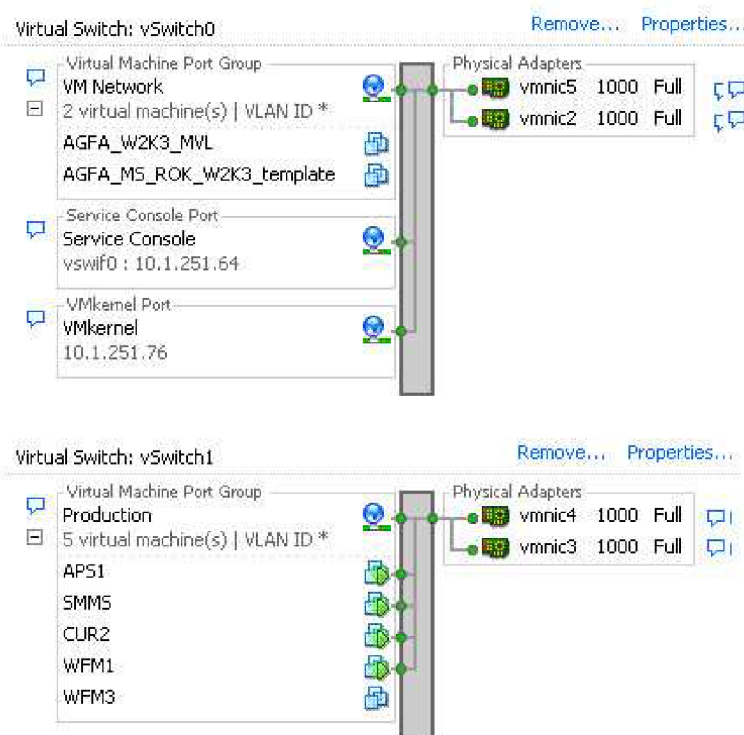 Virtual Switch: vSwitch0 Remove... Properties...
Virtual Machine Port Group Physical Adapters
VM Network vmnic5 1000 Full
2 virtual machine(s) | VLAN ID * vmnic2 1000 Full
AGFA_W2K3_MVL
AGFA_MS_ROK_W2K3_template
Service Console Port
Service Console
vswif0 : 10.1.251.64
VMkernel Port
VMkernel
10.1.251.76
Virtual Switch: vSwitch1 Remove... Properties...
Virtual Machine Port Group Physical Adapters
Production vmnic4 1000 Full
5 virtual machine(s) | VLAN ID * vmnic3 1000 Full
APS1
SMMS
CUR2
WFM1
WFM3